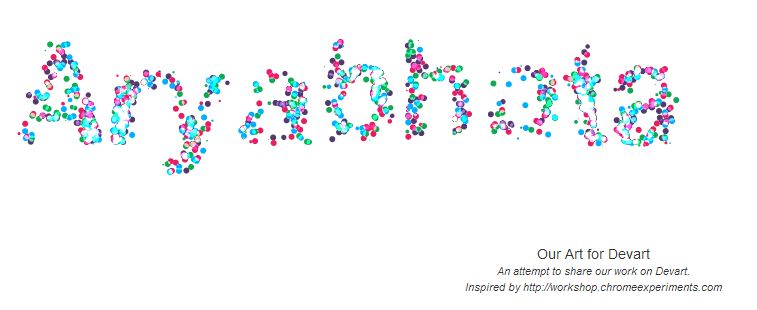 Aryabhata
Our Art for Devart
An attempt to share our work on Devart.
Inspired by http://workshop.chromeexperiments.com